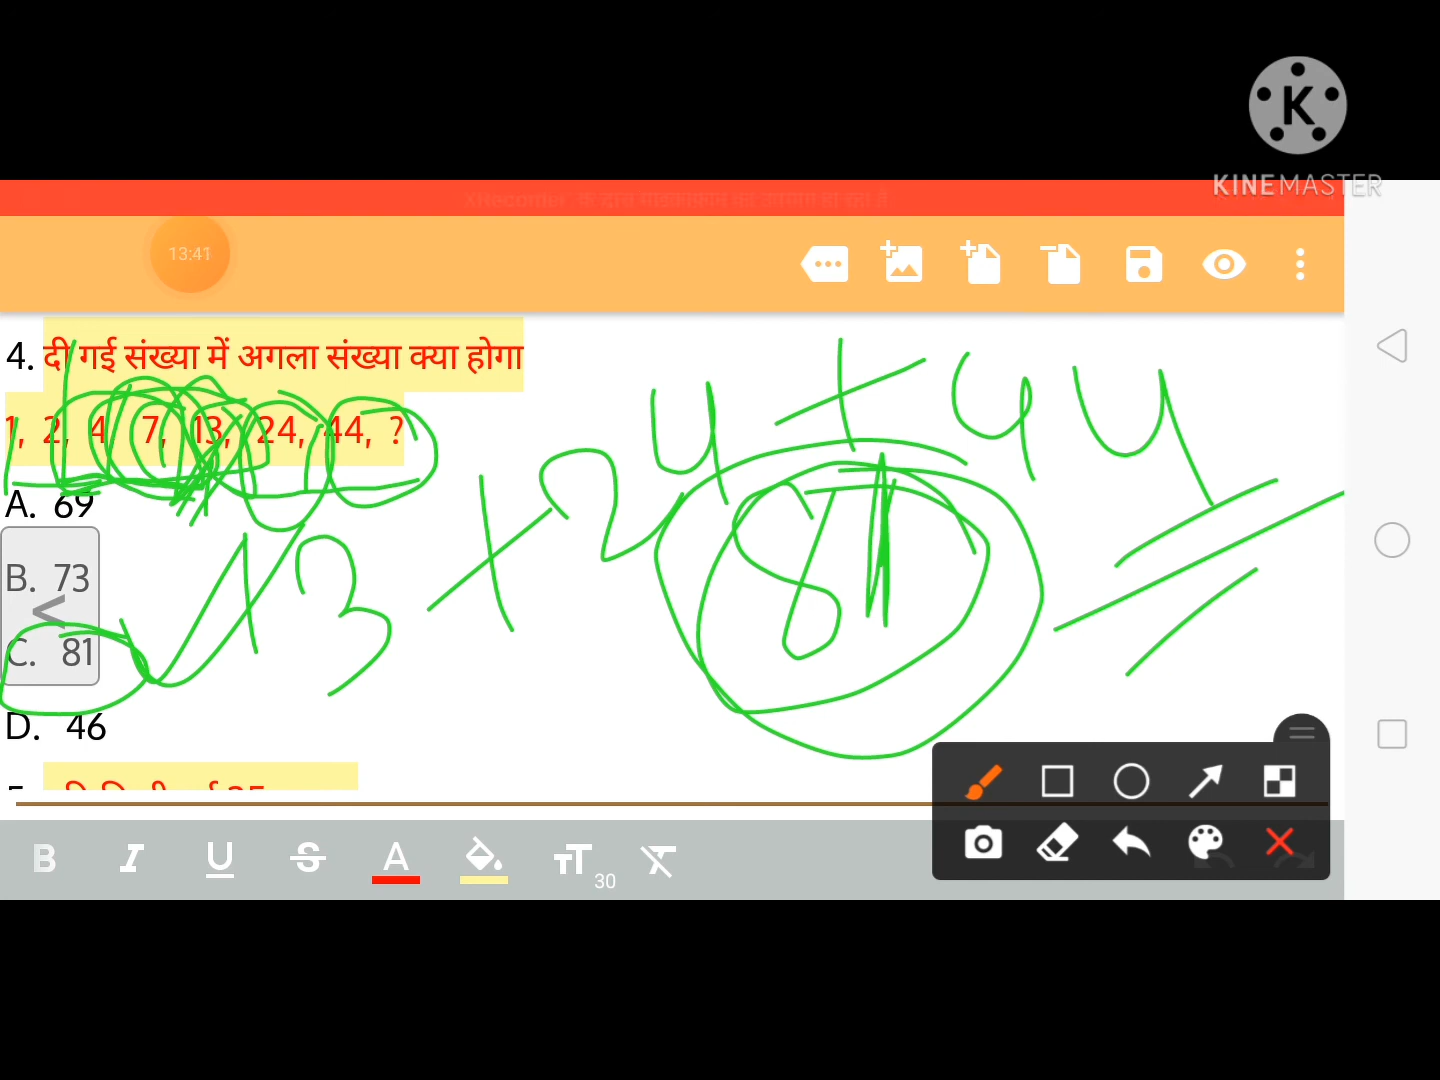 KINEMASTER
13:41
4. दी गई संख्या में अगला संख्या क्या होगा
1, 2, 4, 7, 13, 24, 44, ?
A. 69
B. 73
C. 81
D. 46
13 + 24 + 44
81
B I U S A TT 30